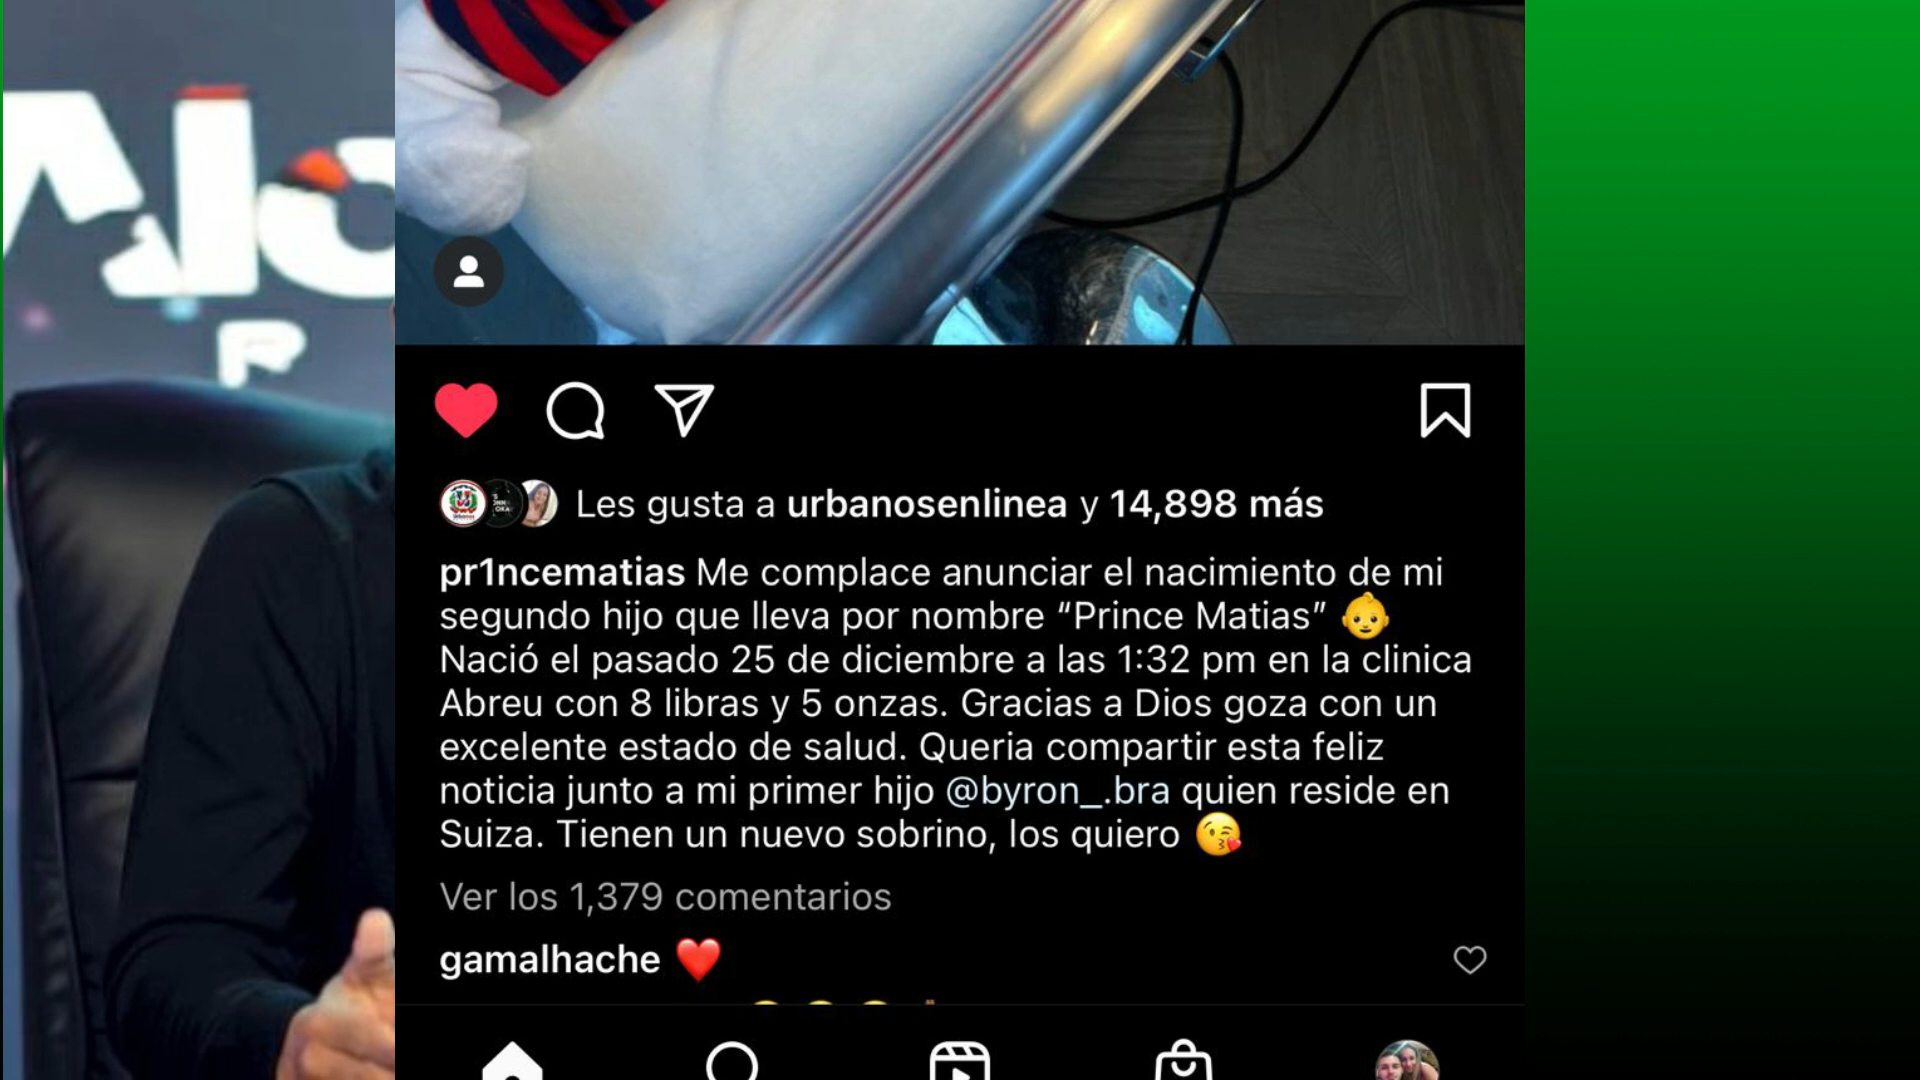 Les gusta a urbanosenlinea y 14,898 más
pr1ncematias Me complace anunciar el nacimiento de mi
segundo hijo que lleva por nombre “Prince Matias” 👶
Nació el pasado 25 de diciembre a las 1:32 pm en la clinica
Abreu con 8 libras y 5 onzas. Gracias a Dios goza con un
excelente estado de salud. Queria compartir esta feliz
noticia junto a mi primer hijo @byron_.bra quien reside en
Suiza. Tienen un nuevo sobrino, los quiero 😘
Ver los 1,379 comentarios
gamalhache ❤️